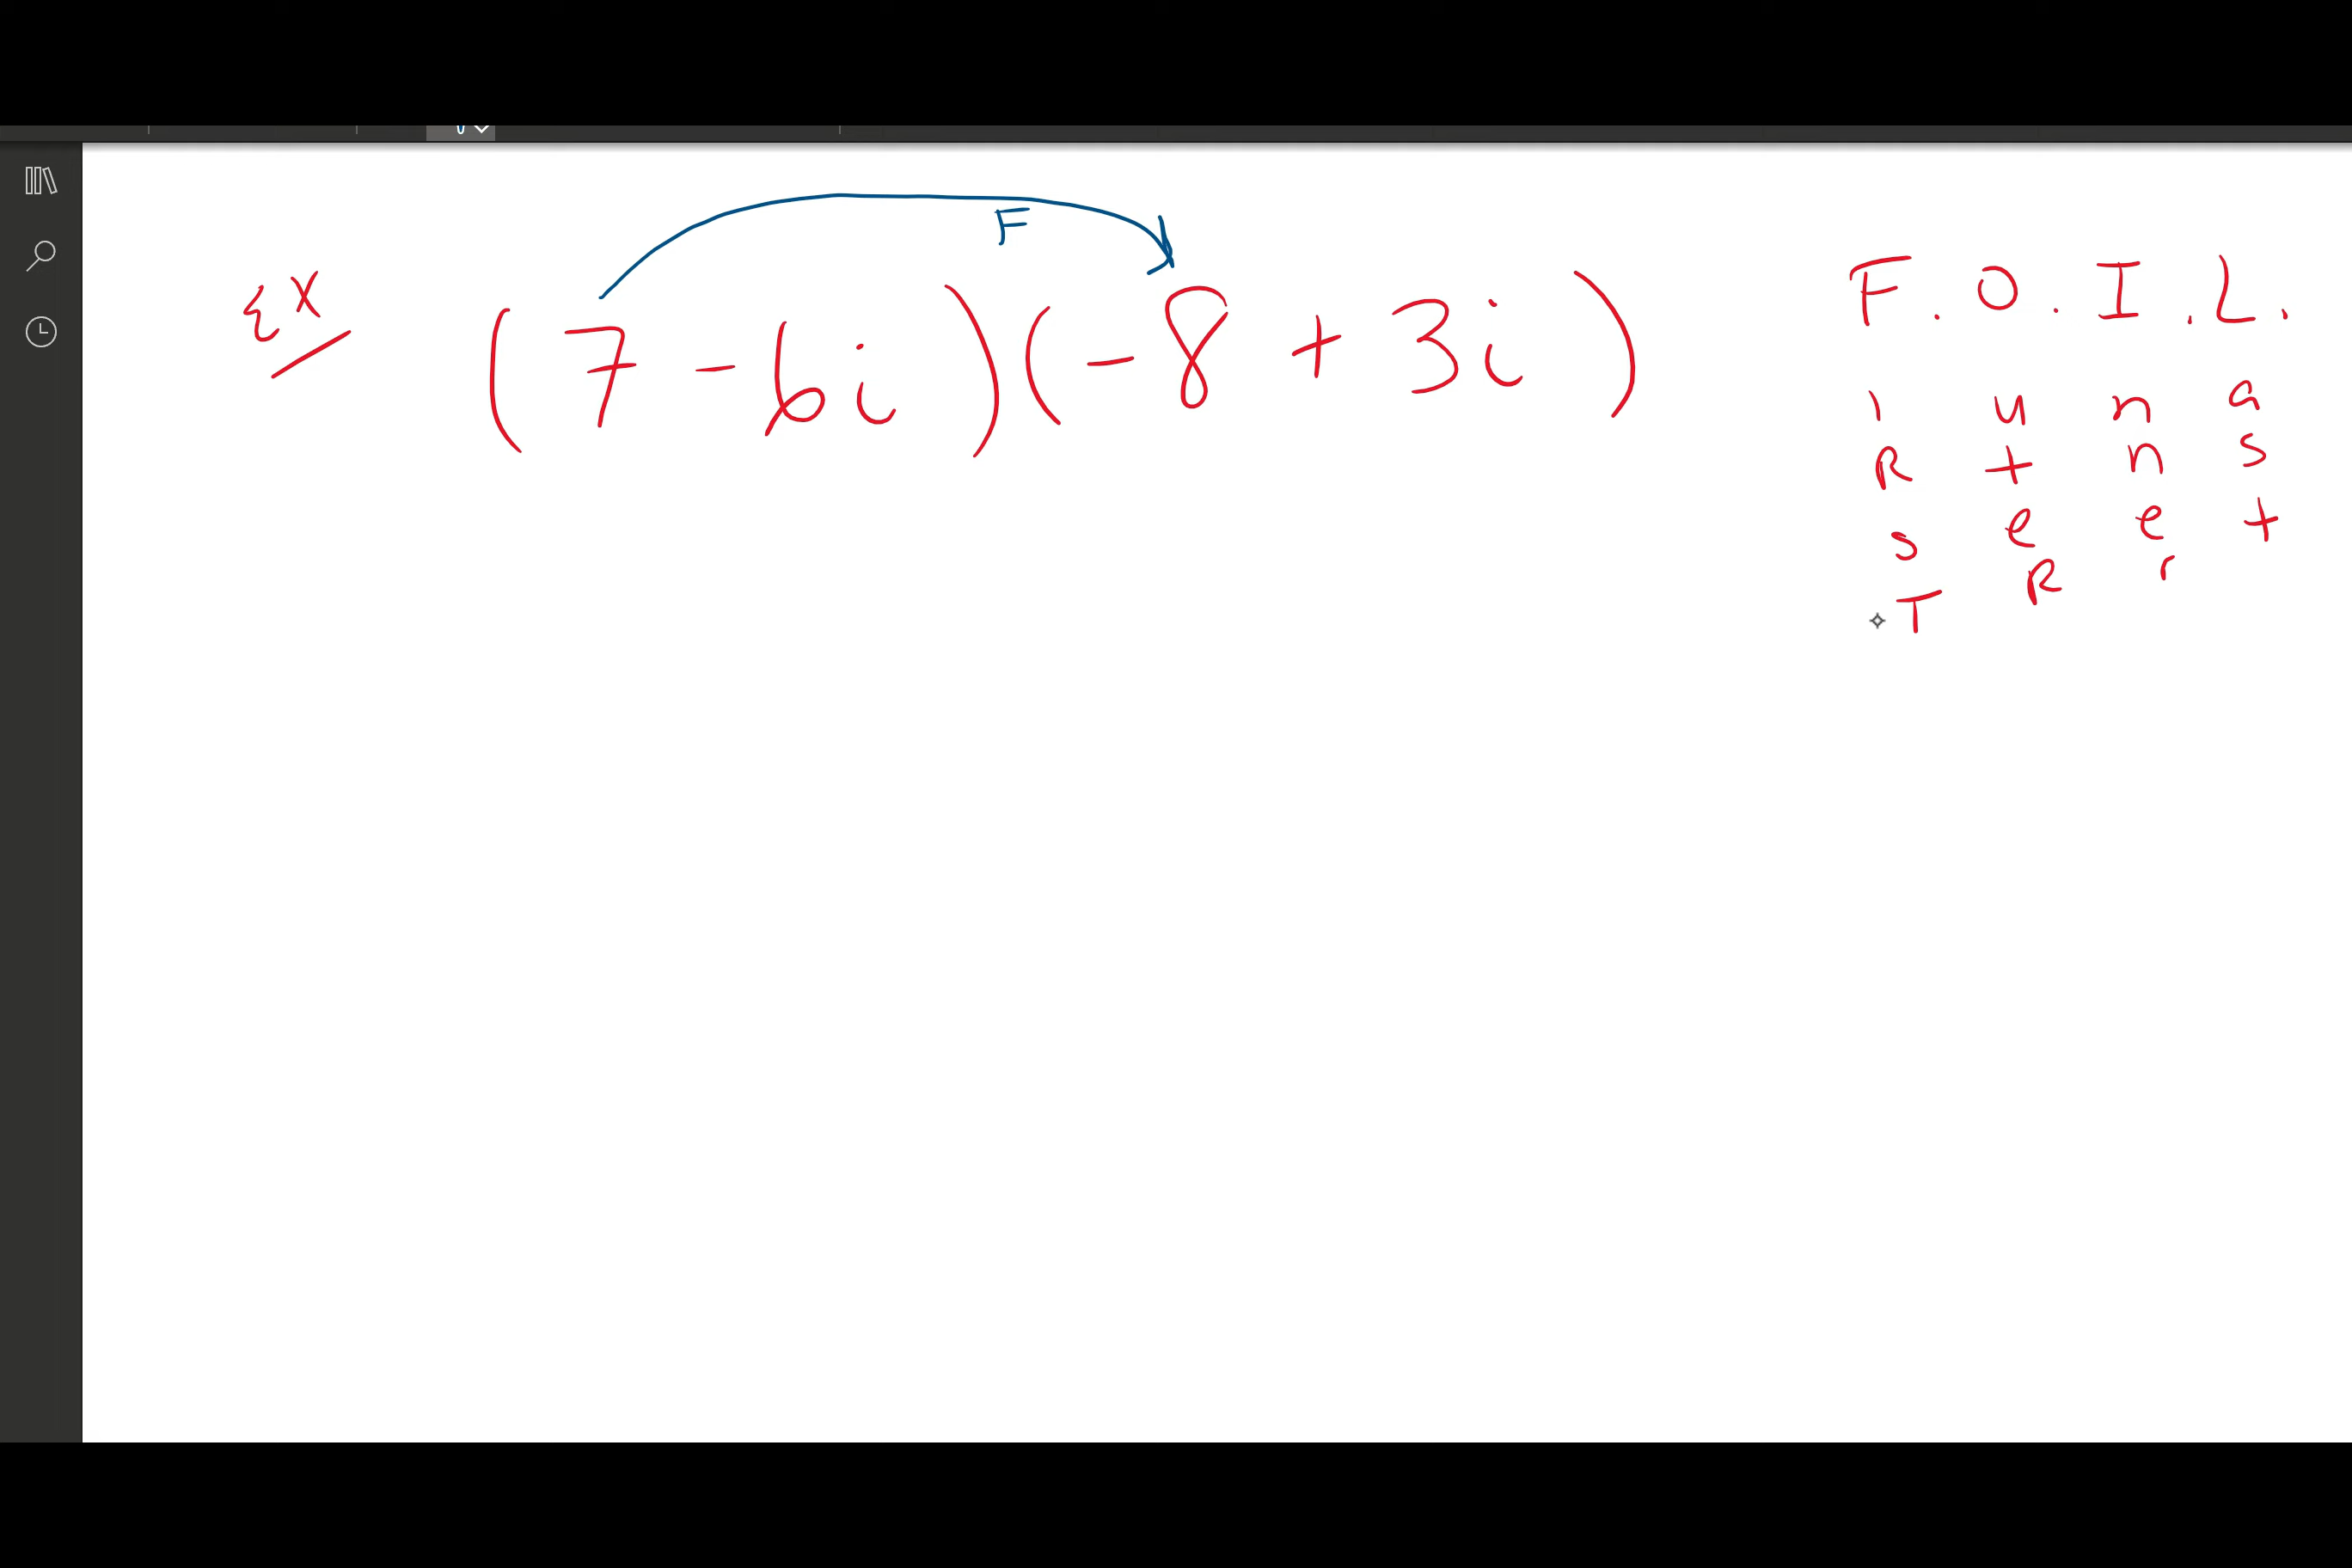 F
Ex (7 - 6i)(-8 + 3i)
F.O.I.L.
i u n a
R t n s
s e e t
T R r